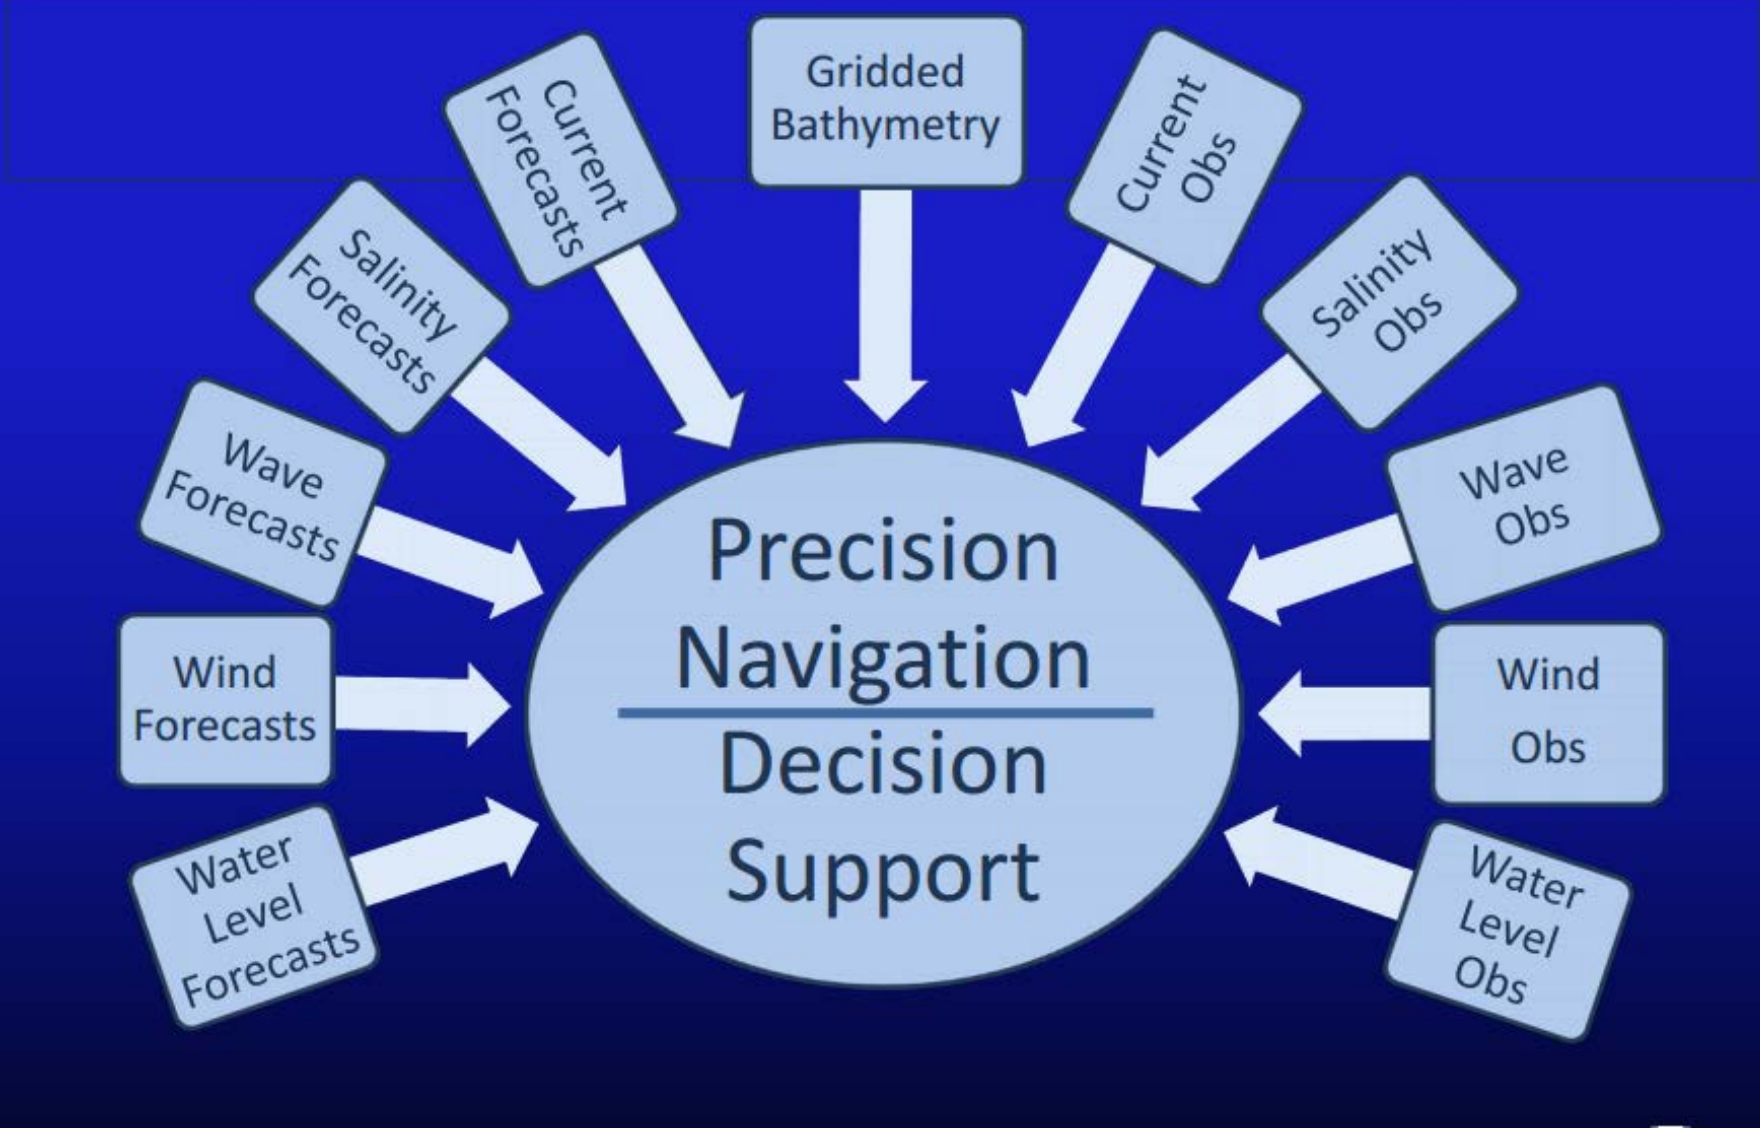 Gridded
Bathymetry
Current
Forecasts
Current
Obs
Salinity
Forecasts
Salinity
Obs
Wave
Forecasts
Wave
Obs
Wind
Forecasts
Wind
Obs
Water
Level
Forecasts
Water
Level
Obs
Precision
Navigation
Decision
Support